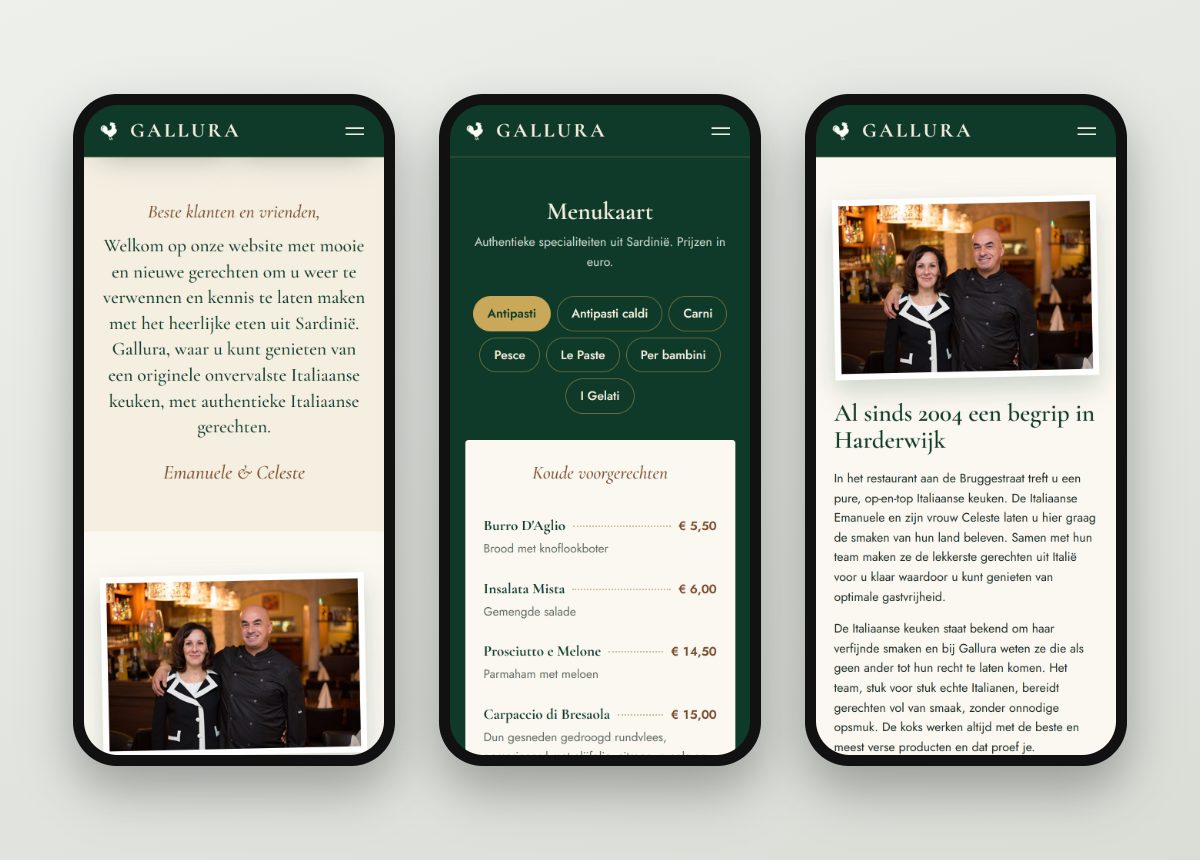 GALLURA
Beste klanten en vrienden,
Welkom op onze website met mooie
en nieuwe gerechten om u weer te
verwennen en kennis te laten maken
met het heerlijke eten uit Sardinië.
Gallura, waar u kunt genieten van
een originele onvervalste Italiaanse
keuken, met authentieke Italiaanse
gerechten.
Emanuele & Celeste
GALLURA
Menukaart
Authentieke specialiteiten uit Sardinië. Prijzen in
euro.
Antipasti Antipasti caldi Carni
Pesce Le Paste Per bambini
I Gelati
Koude voorgerechten
Burro D'Aglio € 5,50
Brood met knoflookboter
Insalata Mista € 6,00
Gemengde salade
Prosciutto e Melone € 14,50
Parmaham met meloen
Carpaccio di Bresaola € 15,00
Dun gesneden gedroogd rundvlees,
GALLURA
Al sinds 2004 een begrip in
Harderwijk
In het restaurant aan de Bruggestraat treft u een
pure, op-en-top Italiaanse keuken. De Italiaanse
Emanuele en zijn vrouw Celeste laten u hier graag
de smaken van hun land beleven. Samen met hun
team maken ze de lekkerste gerechten uit Italië
voor u klaar waardoor u kunt genieten van
optimale gastvrijheid.
De Italiaanse keuken staat bekend om haar
verfijnde smaken en bij Gallura weten ze die als
geen ander tot hun recht te laten komen. Het
team, stuk voor stuk echte Italianen, bereidt
gerechten vol van smaak, zonder onnodige
opsmuk. De koks werken altijd met de beste en
meest verse producten en dat proef je.